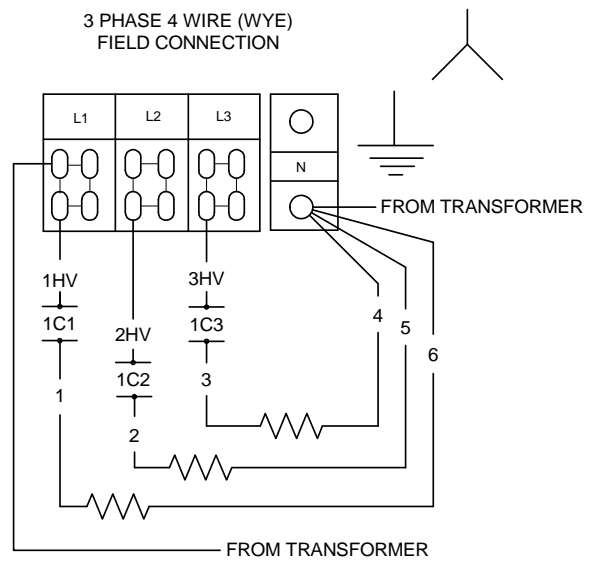 3 PHASE 4 WIRE (WYE)
FIELD CONNECTION
L1 L2 L3
N
FROM TRANSFORMER
1HV 3HV
1C1 2HV 1C3 4 5 6
1C2
1 3
2
FROM TRANSFORMER